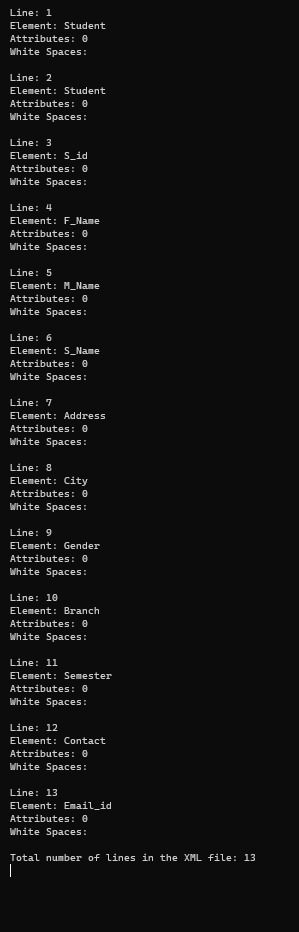 Line: 1
Element: Student
Attributes: 0
White Spaces:
Line: 2
Element: Student
Attributes: 0
White Spaces:
Line: 3
Element: S_id
Attributes: 0
White Spaces:
Line: 4
Element: F_Name
Attributes: 0
White Spaces:
Line: 5
Element: M_Name
Attributes: 0
White Spaces:
Line: 6
Element: S_Name
Attributes: 0
White Spaces:
Line: 7
Element: Address
Attributes: 0
White Spaces:
Line: 8
Element: City
Attributes: 0
White Spaces:
Line: 9
Element: Gender
Attributes: 0
White Spaces:
Line: 10
Element: Branch
Attributes: 0
White Spaces:
Line: 11
Element: Semester
Attributes: 0
White Spaces:
Line: 12
Element: Contact
Attributes: 0
White Spaces:
Line: 13
Element: Email_id
Attributes: 0
White Spaces:
Total number of lines in the XML file: 13